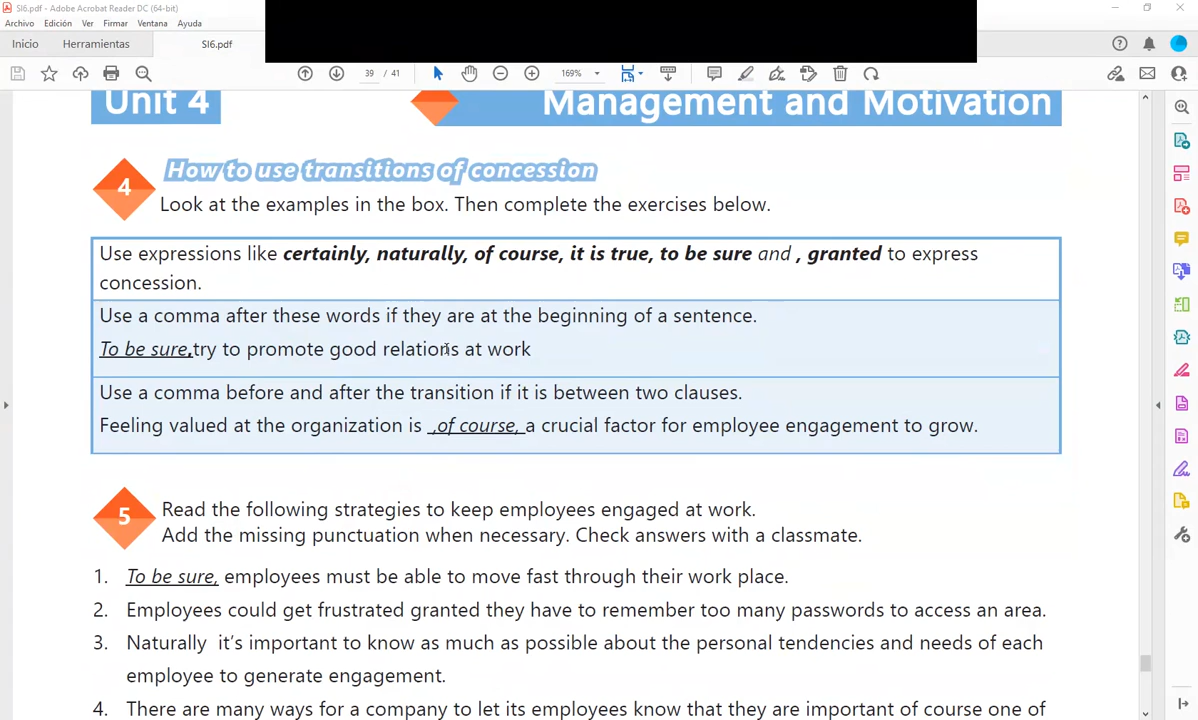 SI6.pdf - Adobe Acrobat Reader DC (64-bit)
Archivo Edición Ver Firmar Ventana Ayuda
Inicio Herramientas SI6.pdf
39 / 41 169%
Unit 4 Management and Motivation
4 How to use transitions of concession
Look at the examples in the box. Then complete the exercises below.
Use expressions like certainly, naturally, of course, it is true, to be sure and , granted to express
concession.
Use a comma after these words if they are at the beginning of a sentence.
To be sure,try to promote good relations at work
Use a comma before and after the transition if it is between two clauses.
Feeling valued at the organization is ,of course, a crucial factor for employee engagement to grow.
5 Read the following strategies to keep employees engaged at work.
Add the missing punctuation when necessary. Check answers with a classmate.
1. To be sure, employees must be able to move fast through their work place.
2. Employees could get frustrated granted they have to remember too many passwords to access an area.
3. Naturally it's important to know as much as possible about the personal tendencies and needs of each
employee to generate engagement.
4. There are many ways for a company to let its employees know that they are important of course one of